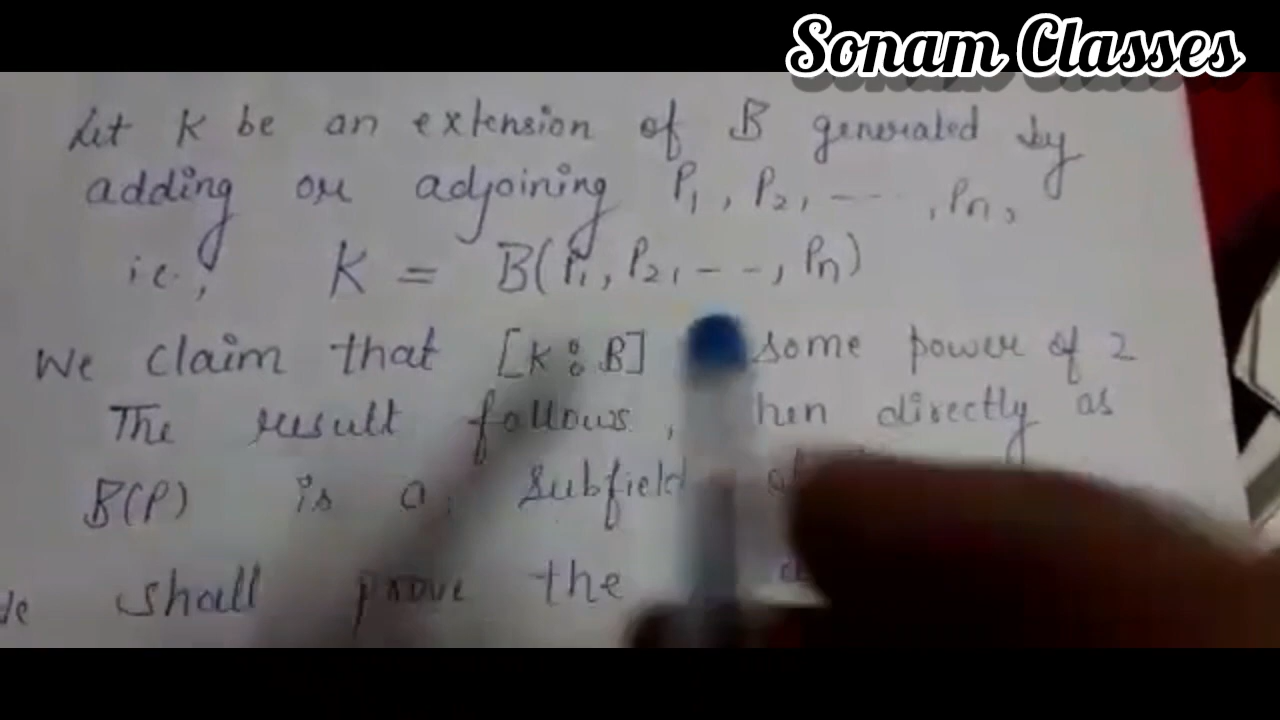 Sonam Classes
Let K be an extension of B generated by
adding or adjoining P₁, P₂, --- , Pn,
i.e., K = B(P₁, P₂, - - , Pn)
We claim that [K : B] some power of 2
The result follows, directly as
B(P) is a subfield
shall prove the